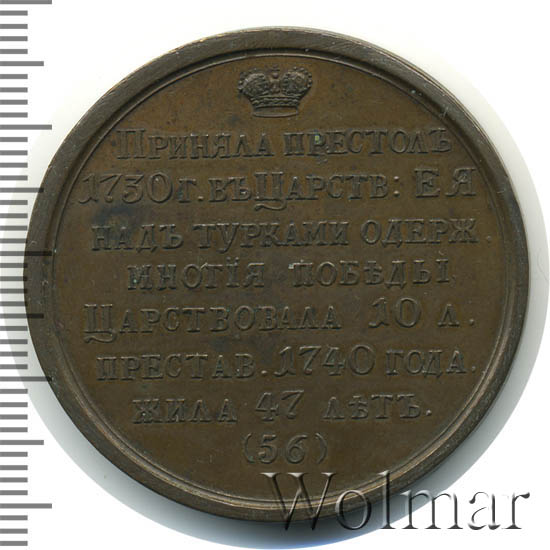 ПРИНЯЛА ПРЕСТОЛЪ
1730 Г. ВЪ ЦАРСТВ: ЕЯ
НАДЪ ТУРКАМИ ОДЕРЖ.
МНОГІЯ ПОБѢДЫ
ЦАРСТВОВАЛА 10 Л.
ПРЕСТАВ. 1740 ГОДА.
ЖИЛА 47 ЛѢТЪ.
(56)
Wolmar